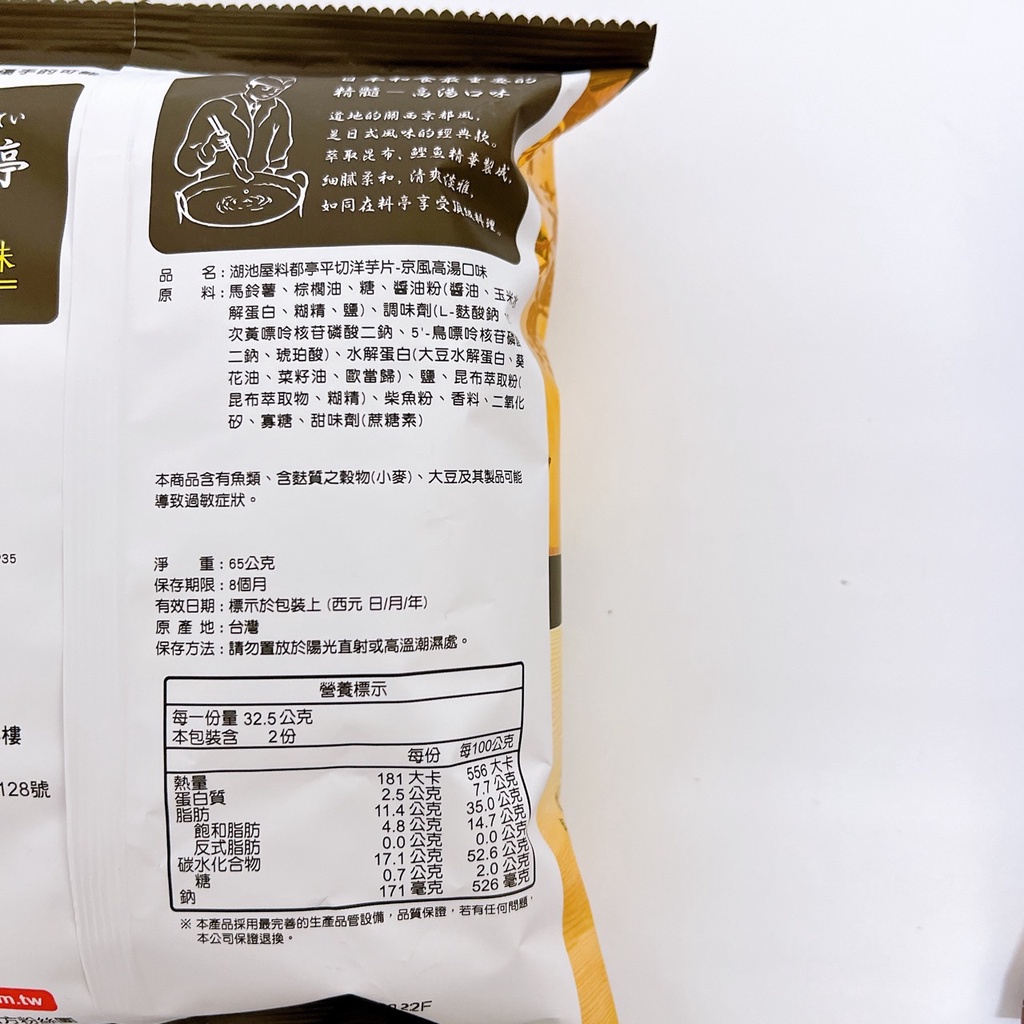 日本和食最重要的
精髓－高湯口味
道地的關西京都風，
是日式風味的經典款。
萃取昆布、鰹魚精華製成，
細膩柔和，清爽淡雅，
如同在料亭享受頂級料理。
てい
亭
味
品　名：湖池屋料都亭平切洋芋片-京風高湯口味
原　料：馬鈴薯、棕櫚油、糖、醬油粉(醬油、玉米水
解蛋白、糊精、鹽)、調味劑(L-麩酸鈉、
次黃嘌呤核苷磷酸二鈉、5'-鳥嘌呤核苷磷酸
二鈉、琥珀酸)、水解蛋白(大豆水解蛋白、葵
花油、菜籽油、歐當歸)、鹽、昆布萃取粉(
昆布萃取物、糊精)、柴魚粉、香料、二氧化
矽、寡糖、甜味劑(蔗糖素)
本商品含有魚類、含麩質之穀物(小麥)、大豆及其製品可能
導致過敏症狀。
35
淨　重：65公克
保存期限：8個月
有效日期：標示於包裝上 (西元 日/月/年)
原 產 地：台灣
保存方法：請勿置放於陽光直射或高溫潮濕處。
樓
128號
營養標示
每一份量 32.5公克
本包裝含 2份
每份 每100公克
熱量 181 大卡 556 大卡
蛋白質 2.5 公克 7.7 公克
脂肪 11.4 公克 35.0 公克
飽和脂肪 4.8 公克 14.7 公克
反式脂肪 0.0 公克 0.0 公克
碳水化合物 17.1 公克 52.6 公克
糖 0.7 公克 2.0 公克
鈉 171 毫克 526 毫克
※ 本產品採用最完善的生產品管設備，品質保證，若有任何問題，
本公司保證退換。
m.tw
22F